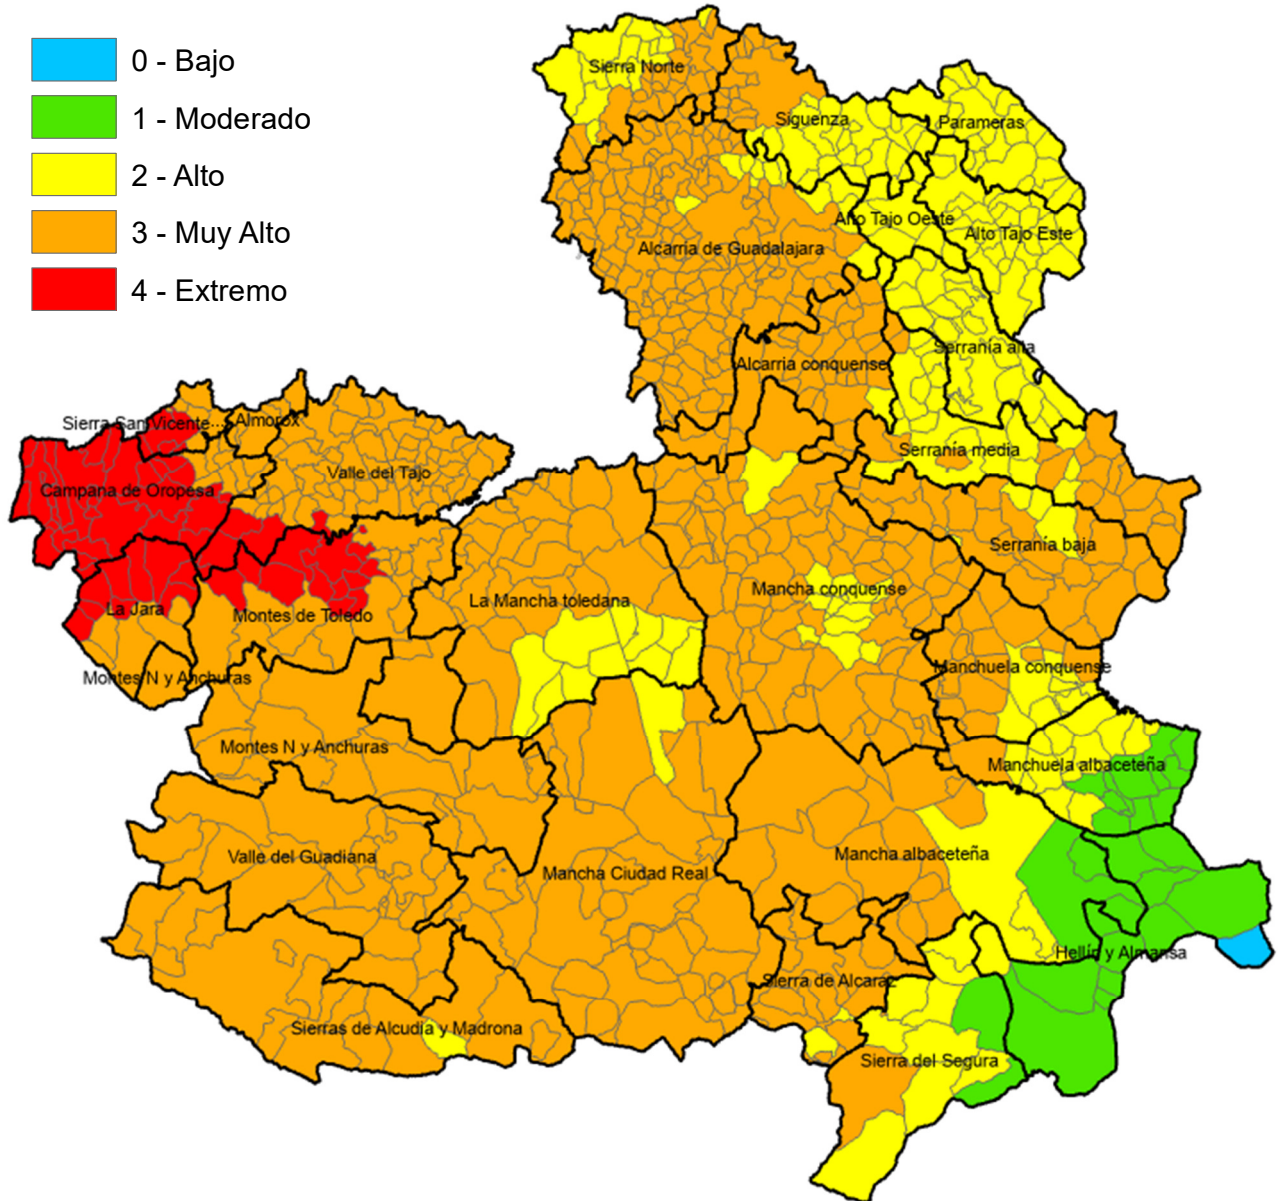 0 - Bajo
1 - Moderado
2 - Alto
3 - Muy Alto
4 - Extremo
Sierra Norte
Siguenza
Parameras
Alto Tajo Oeste
Alto Tajo Este
Alcarria de Guadalajara
Serranía alta
Alcarria conquense
Sierra San Vicente...
Almorox
Serranía media
Valle del Tajo
Campana de Oropesa
Serranía baja
Mancha conquense
La Mancha toledana
La Jara
Montes de Toledo
Manchuela conquense
Montes N y Anchuras
Montes N y Anchuras
Manchuela albaceteña
Mancha albaceteña
Valle del Guadiana
Mancha Ciudad Real
Hellín y Almansa
Sierra de Alcaraz
Sierras de Alcudia y Madrona
Sierra del Segura